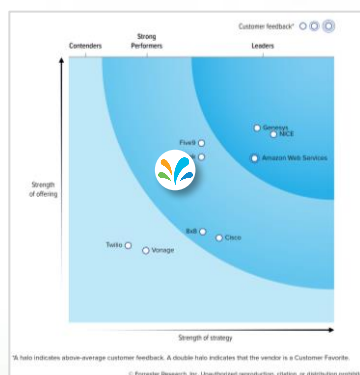 Customer feedback*
Contenders
Strong
Performers
Leaders
Genesys
NICE
Five9
Amazon Web Services
Strength
of offering
8x8
Cisco
Twilio
Vonage
Strength of strategy
*A halo indicates above-average customer feedback. A double halo indicates that the vendor is a Customer Favorite.
© Forrester Research, Inc. Unauthorized reproduction, citation, or distribution prohibited